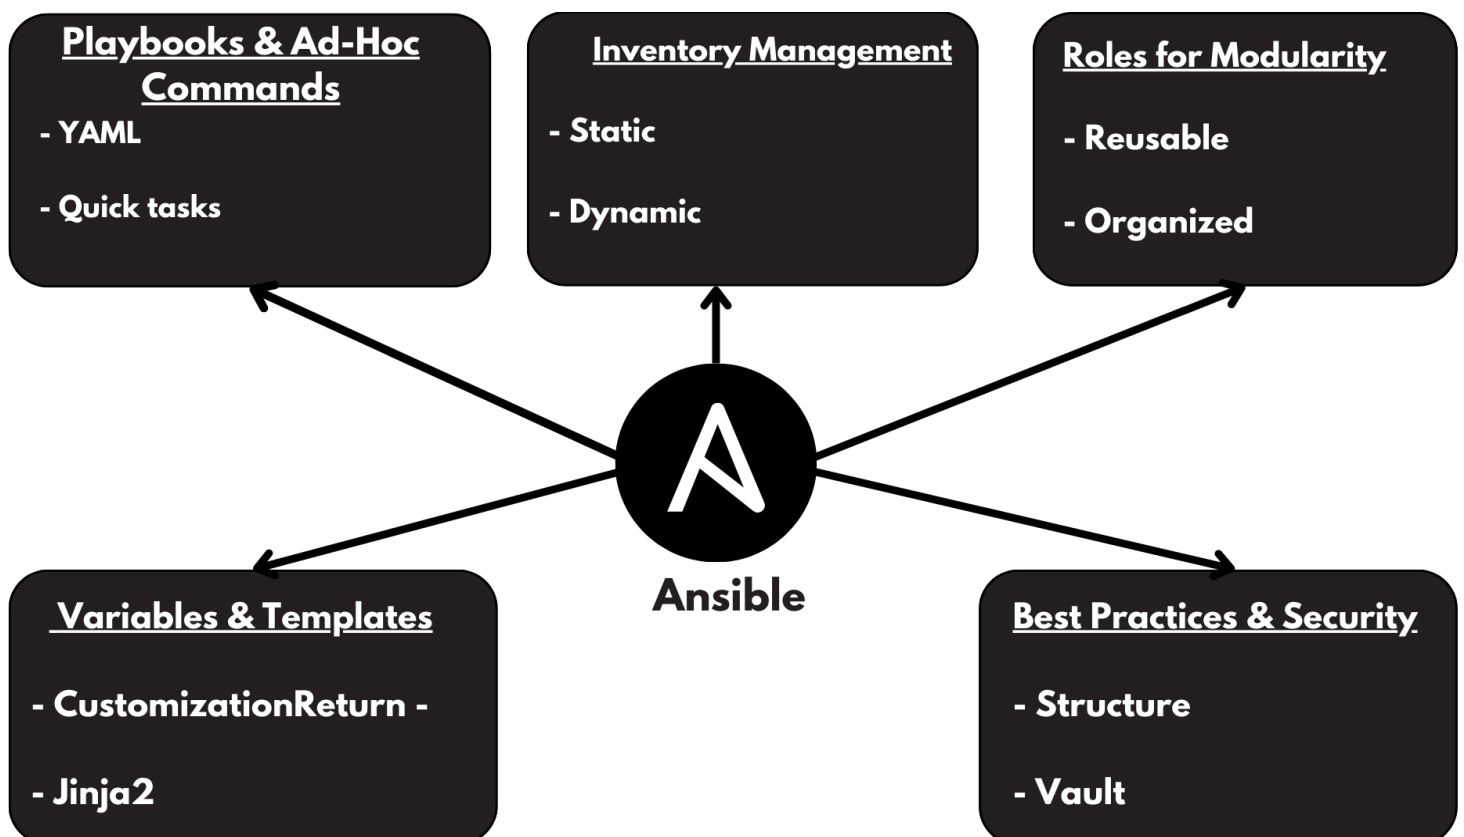 Playbooks & Ad-Hoc
Commands
- YAML
- Quick tasks
Inventory Management
- Static
- Dynamic
Roles for Modularity
- Reusable
- Organized
Ansible
Variables & Templates
- CustomizationReturn -
- Jinja2
Best Practices & Security
- Structure
- Vault